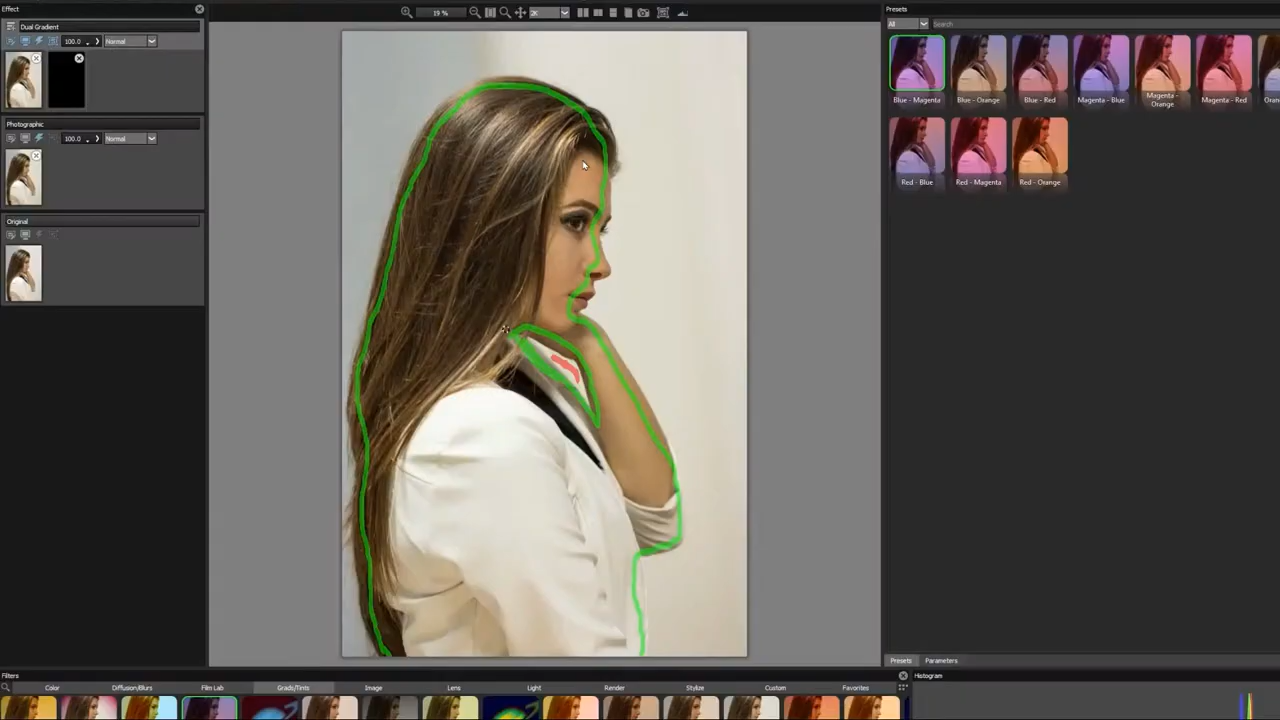 Effect
Dual Gradient
100.0
Normal
Photographic
100.0
Normal
Original
19 %
2K
Presets
All
Search
Blue - Magenta
Blue - Orange
Blue - Red
Magenta - Blue
Magenta -
Orange
Magenta - Red
Oran
Red - Blue
Red - Magenta
Red - Orange
Presets
Parameters
Filters
Histogram
Color
Diffusion/Blurs
Film Lab
Grads/Tints
Image
Lens
Light
Render
Stylize
Custom
Favorites